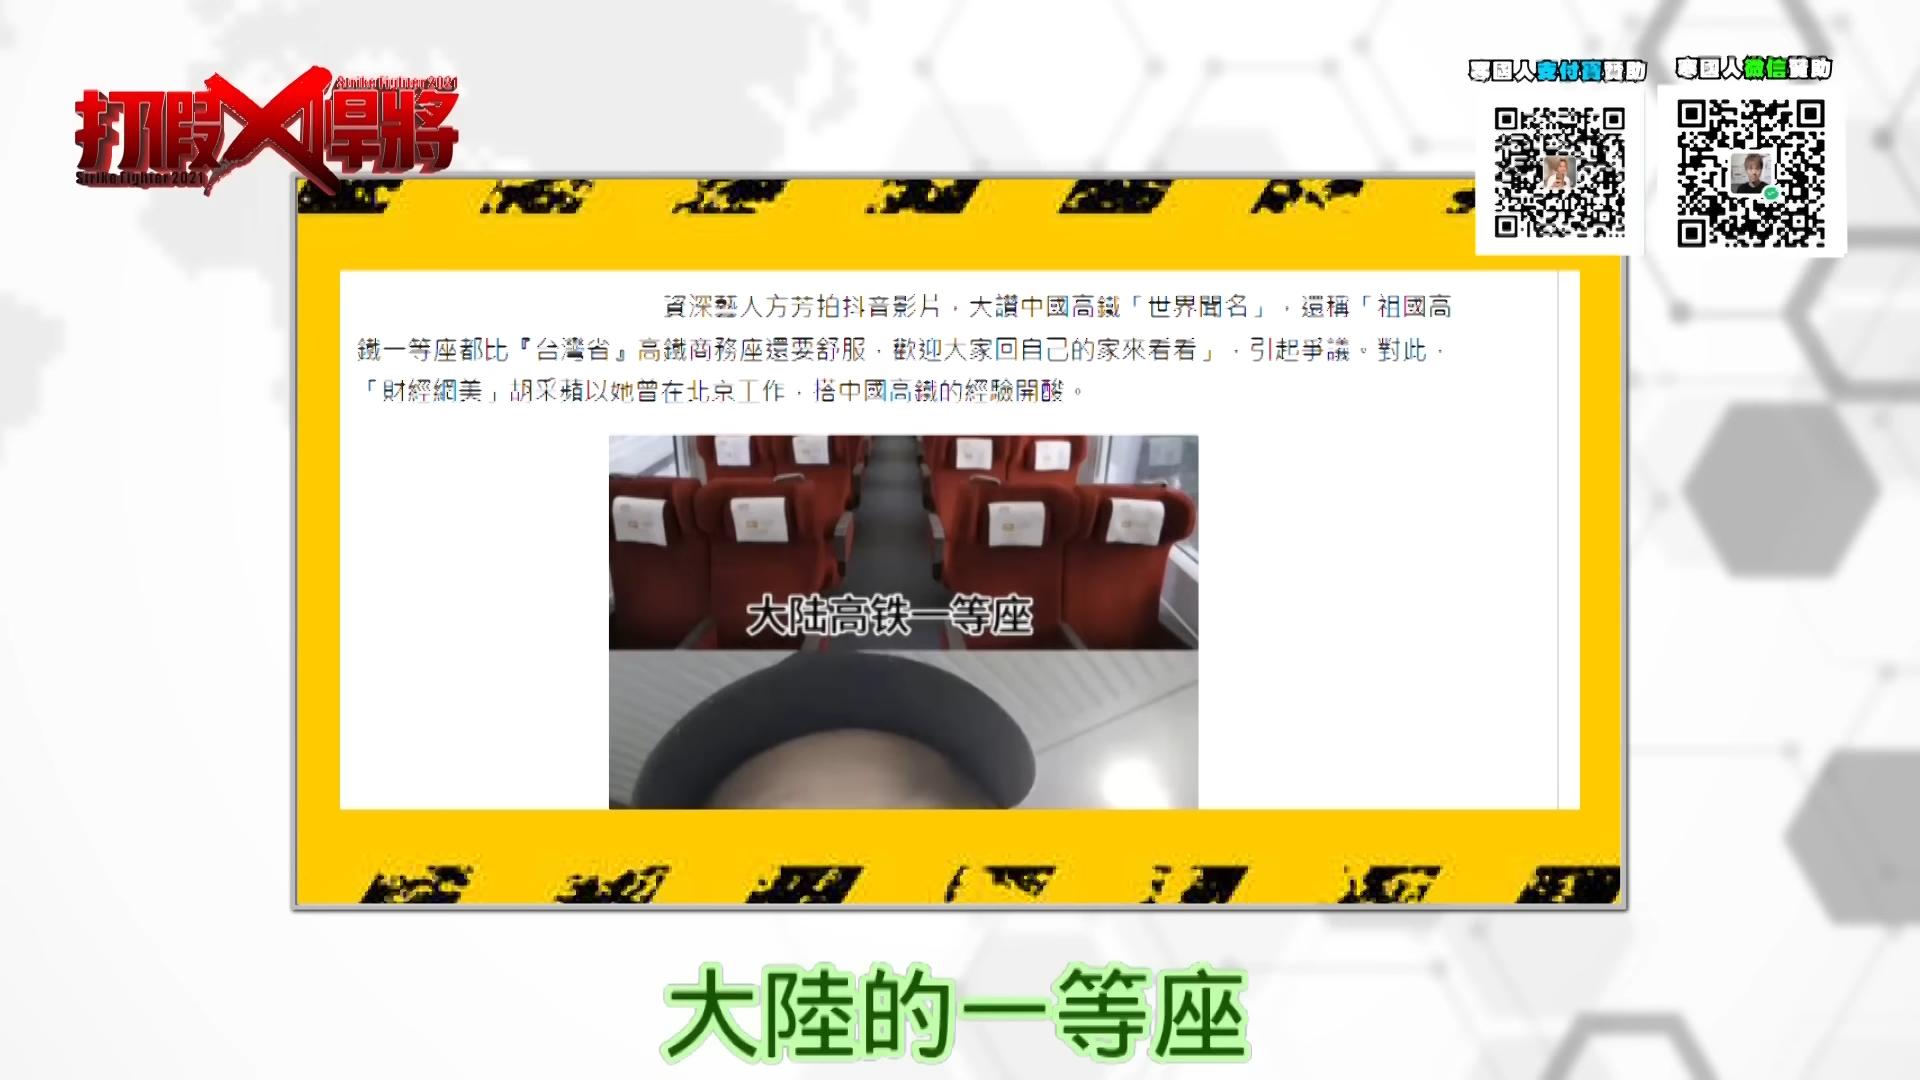 打假X悍將
Strike Fighter 2021
Strike Fighter 2021
寒國人支付寶贊助
寒國人微信贊助
資深藝人方芳拍抖音影片，大讚中國高鐵「世界聞名」，還稱「祖國高
鐵一等座都比『台灣省』高鐵商務座還要舒服，歡迎大家回自己的家來看看」，引起爭議。對此，
「財經網美」胡采蘋以她曾在北京工作，搭中國高鐵的經驗開酸。
大陆高铁一等座
大陸的一等座